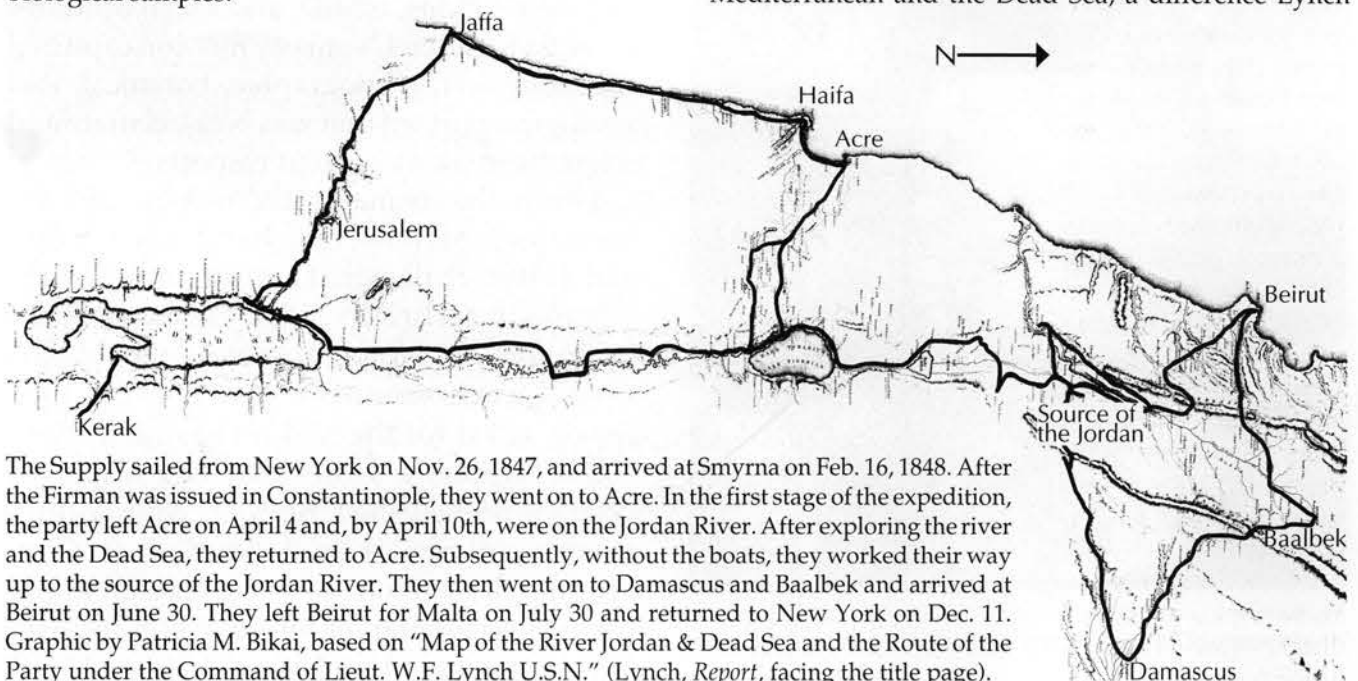 Mediterranean and the Dead Sea, a difference Lynch
Jaffa
N
Haifa
Acre
Jerusalem
Beirut
Source of
the Jordan
Kerak
Baalbek
Damascus
The Supply sailed from New York on Nov. 26, 1847, and arrived at Smyrna on Feb. 16, 1848. After
the Firman was issued in Constantinople, they went on to Acre. In the first stage of the expedition,
the party left Acre on April 4 and, by April 10th, were on the Jordan River. After exploring the river
and the Dead Sea, they returned to Acre. Subsequently, without the boats, they worked their way
up to the source of the Jordan River. They then went on to Damascus and Baalbek and arrived at
Beirut on June 30. They left Beirut for Malta on July 30 and returned to New York on Dec. 11.
Graphic by Patricia M. Bikai, based on "Map of the River Jordan & Dead Sea and the Route of the
Party under the Command of Lieut. W.F. Lynch U.S.N." (Lynch, Report, facing the title page).